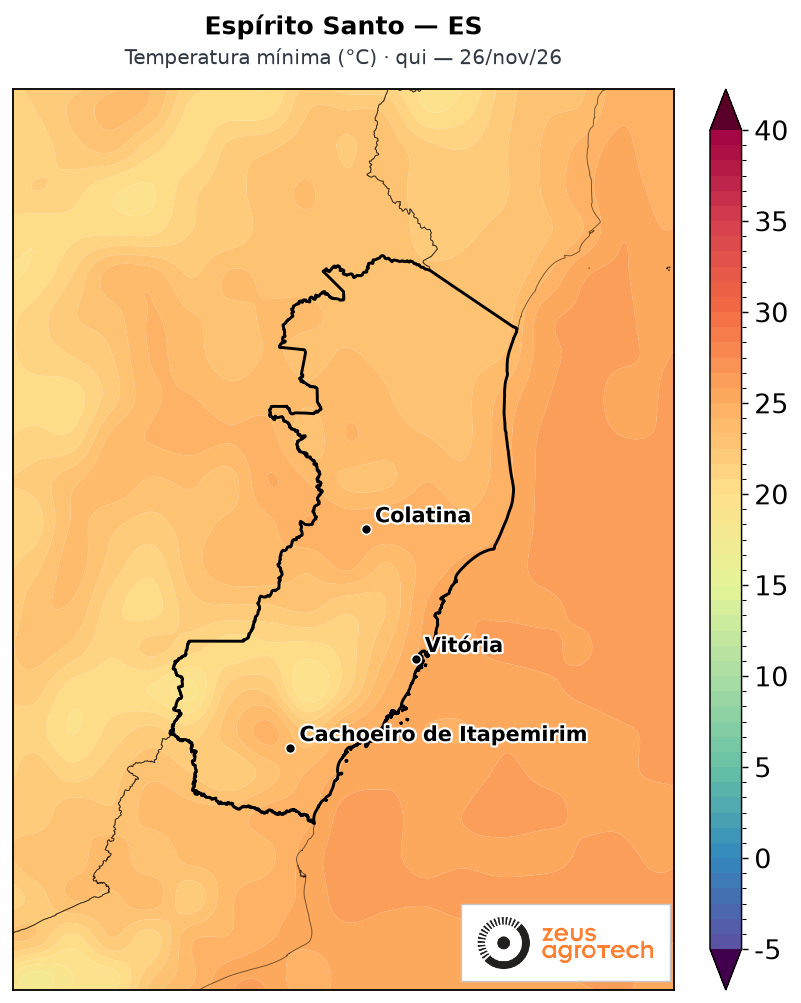 Espírito Santo — ES
Temperatura mínima (°C) · qui — 26/nov/26
40
35
30
25
20
15
10
5
0
-5
Colatina
Vitória
Cachoeiro de Itapemirim
zeus
agrotech